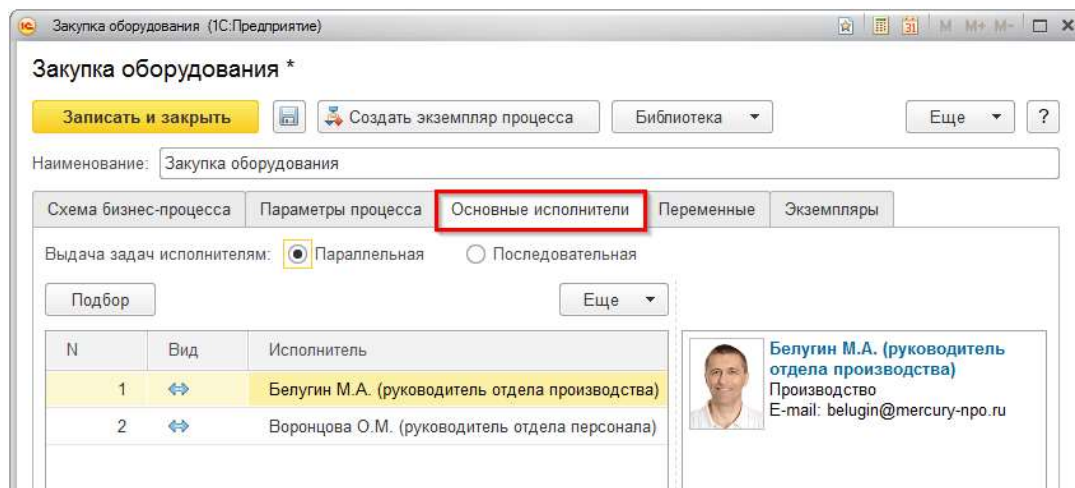 1С Закупка оборудования (1С:Предприятие) 31 M M+ M-
Закупка оборудования *
Записать и закрыть Создать экземпляр процесса Библиотека Еще ?
Наименование: Закупка оборудования
Схема бизнес-процесса Параметры процесса Основные исполнители Переменные Экземпляры
Выдача задач исполнителям: Параллельная Последовательная
Подбор Еще
N Вид Исполнитель
1 Белугин М.А. (руководитель отдела производства)
2 Воронцова О.М. (руководитель отдела персонала)
Белугин М.А. (руководитель
отдела производства)
Производство
E-mail: belugin@mercury-npo.ru